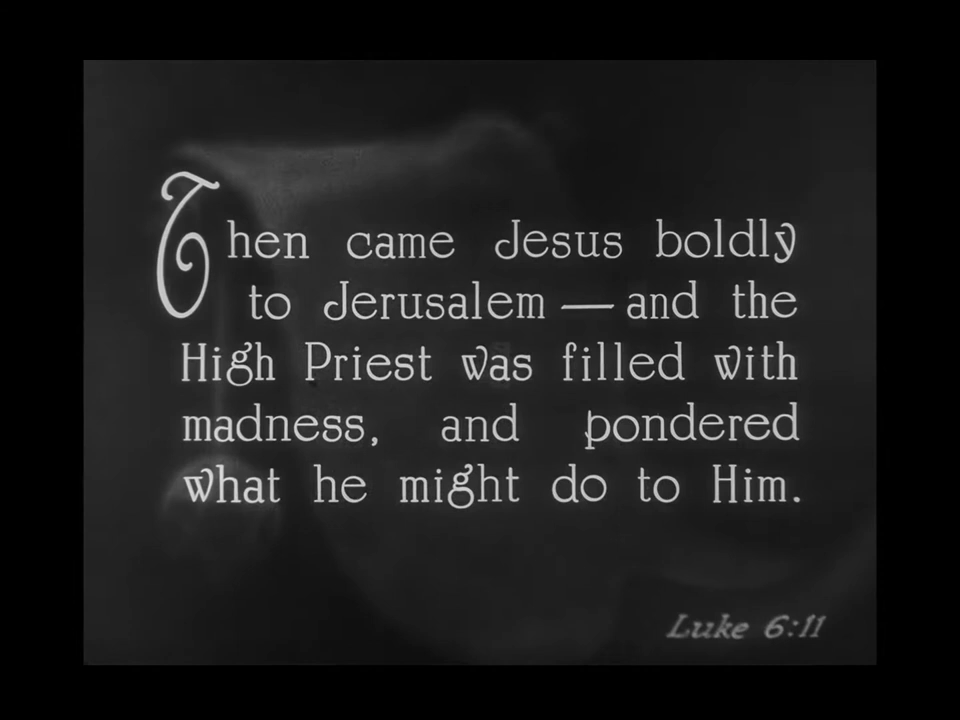 Then came Jesus boldly
to Jerusalem — and the
High Priest was filled with
madness, and pondered
what he might do to Him.
Luke 6:11